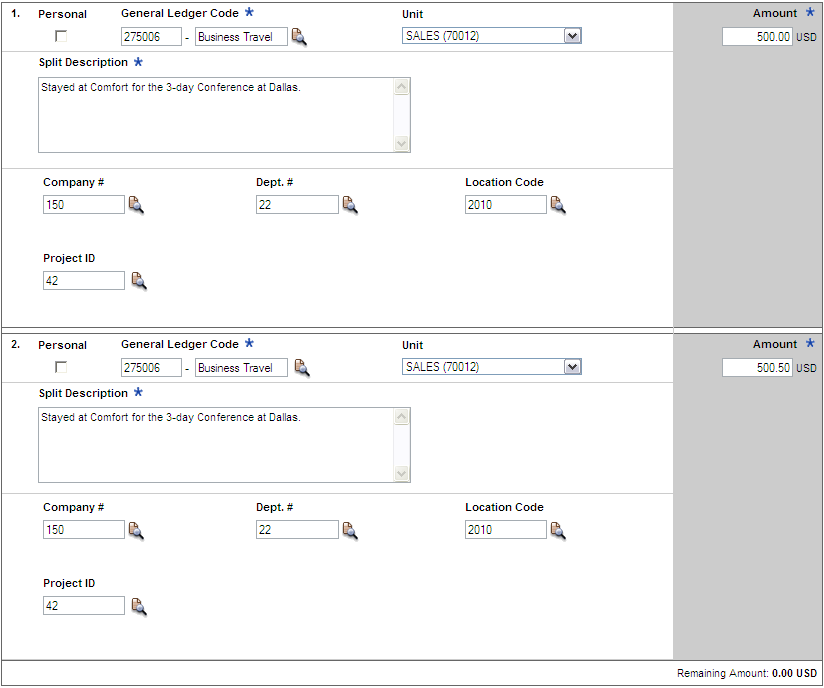 1. Personal General Ledger Code * Unit Amount *
275006 - Business Travel SALES (70012) 500.00 USD
Split Description *
Stayed at Comfort for the 3-day Conference at Dallas.
Company # Dept. # Location Code
150 22 2010
Project ID
42
2. Personal General Ledger Code * Unit Amount *
275006 - Business Travel SALES (70012) 500.50 USD
Split Description *
Stayed at Comfort for the 3-day Conference at Dallas.
Company # Dept. # Location Code
150 22 2010
Project ID
42
Remaining Amount: 0.00 USD